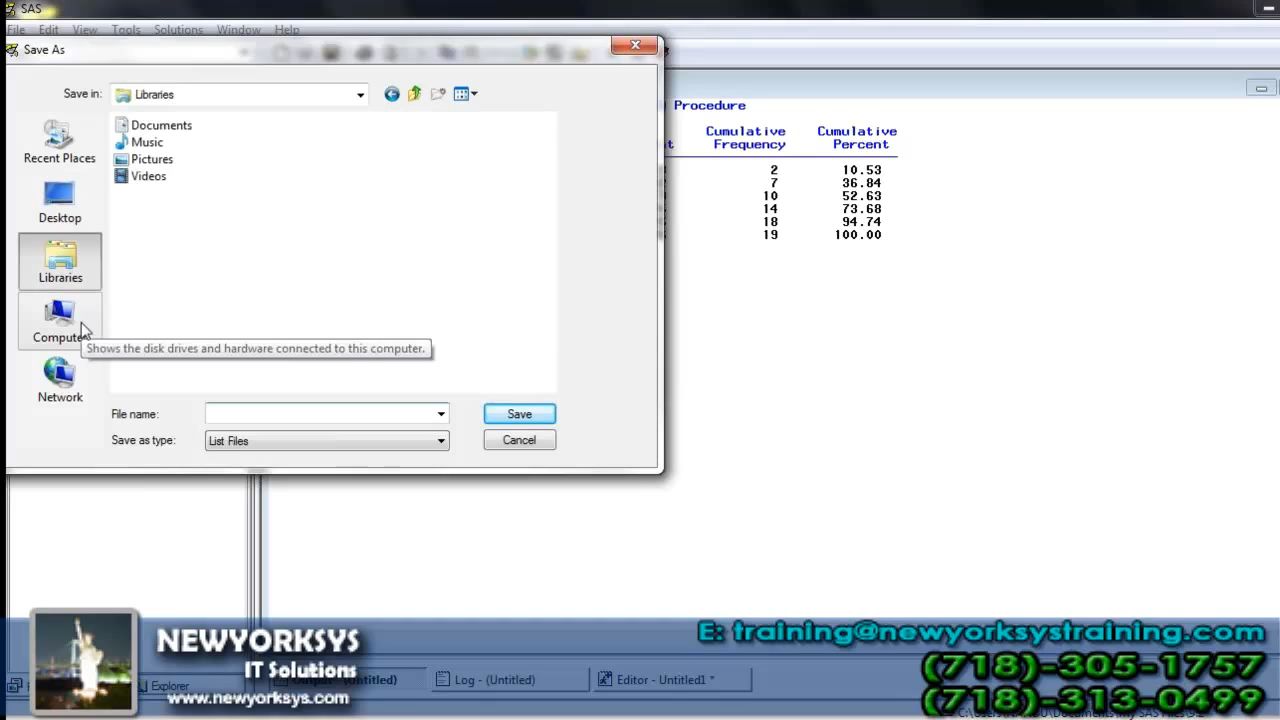 SAS
File Edit View Tools Solutions Window Help
Save As
Save in: Libraries
Documents
Music
Pictures
Videos
Recent Places
Desktop
Libraries
Computer
Network
Shows the disk drives and hardware connected to this computer.
File name: Save
Save as type: List Files Cancel
Procedure
Cumulative Cumulative
Frequency Percent
2 10.53
7 36.84
10 52.63
14 73.68
18 94.74
19 100.00
NEWYORKSYS
IT Solutions
www.newyorksys.com
E: training@newyorksystraining.com
(718)-305-1757
(718)-313-0499
Explorer
Log - (Untitled) Editor - Untitled1 *